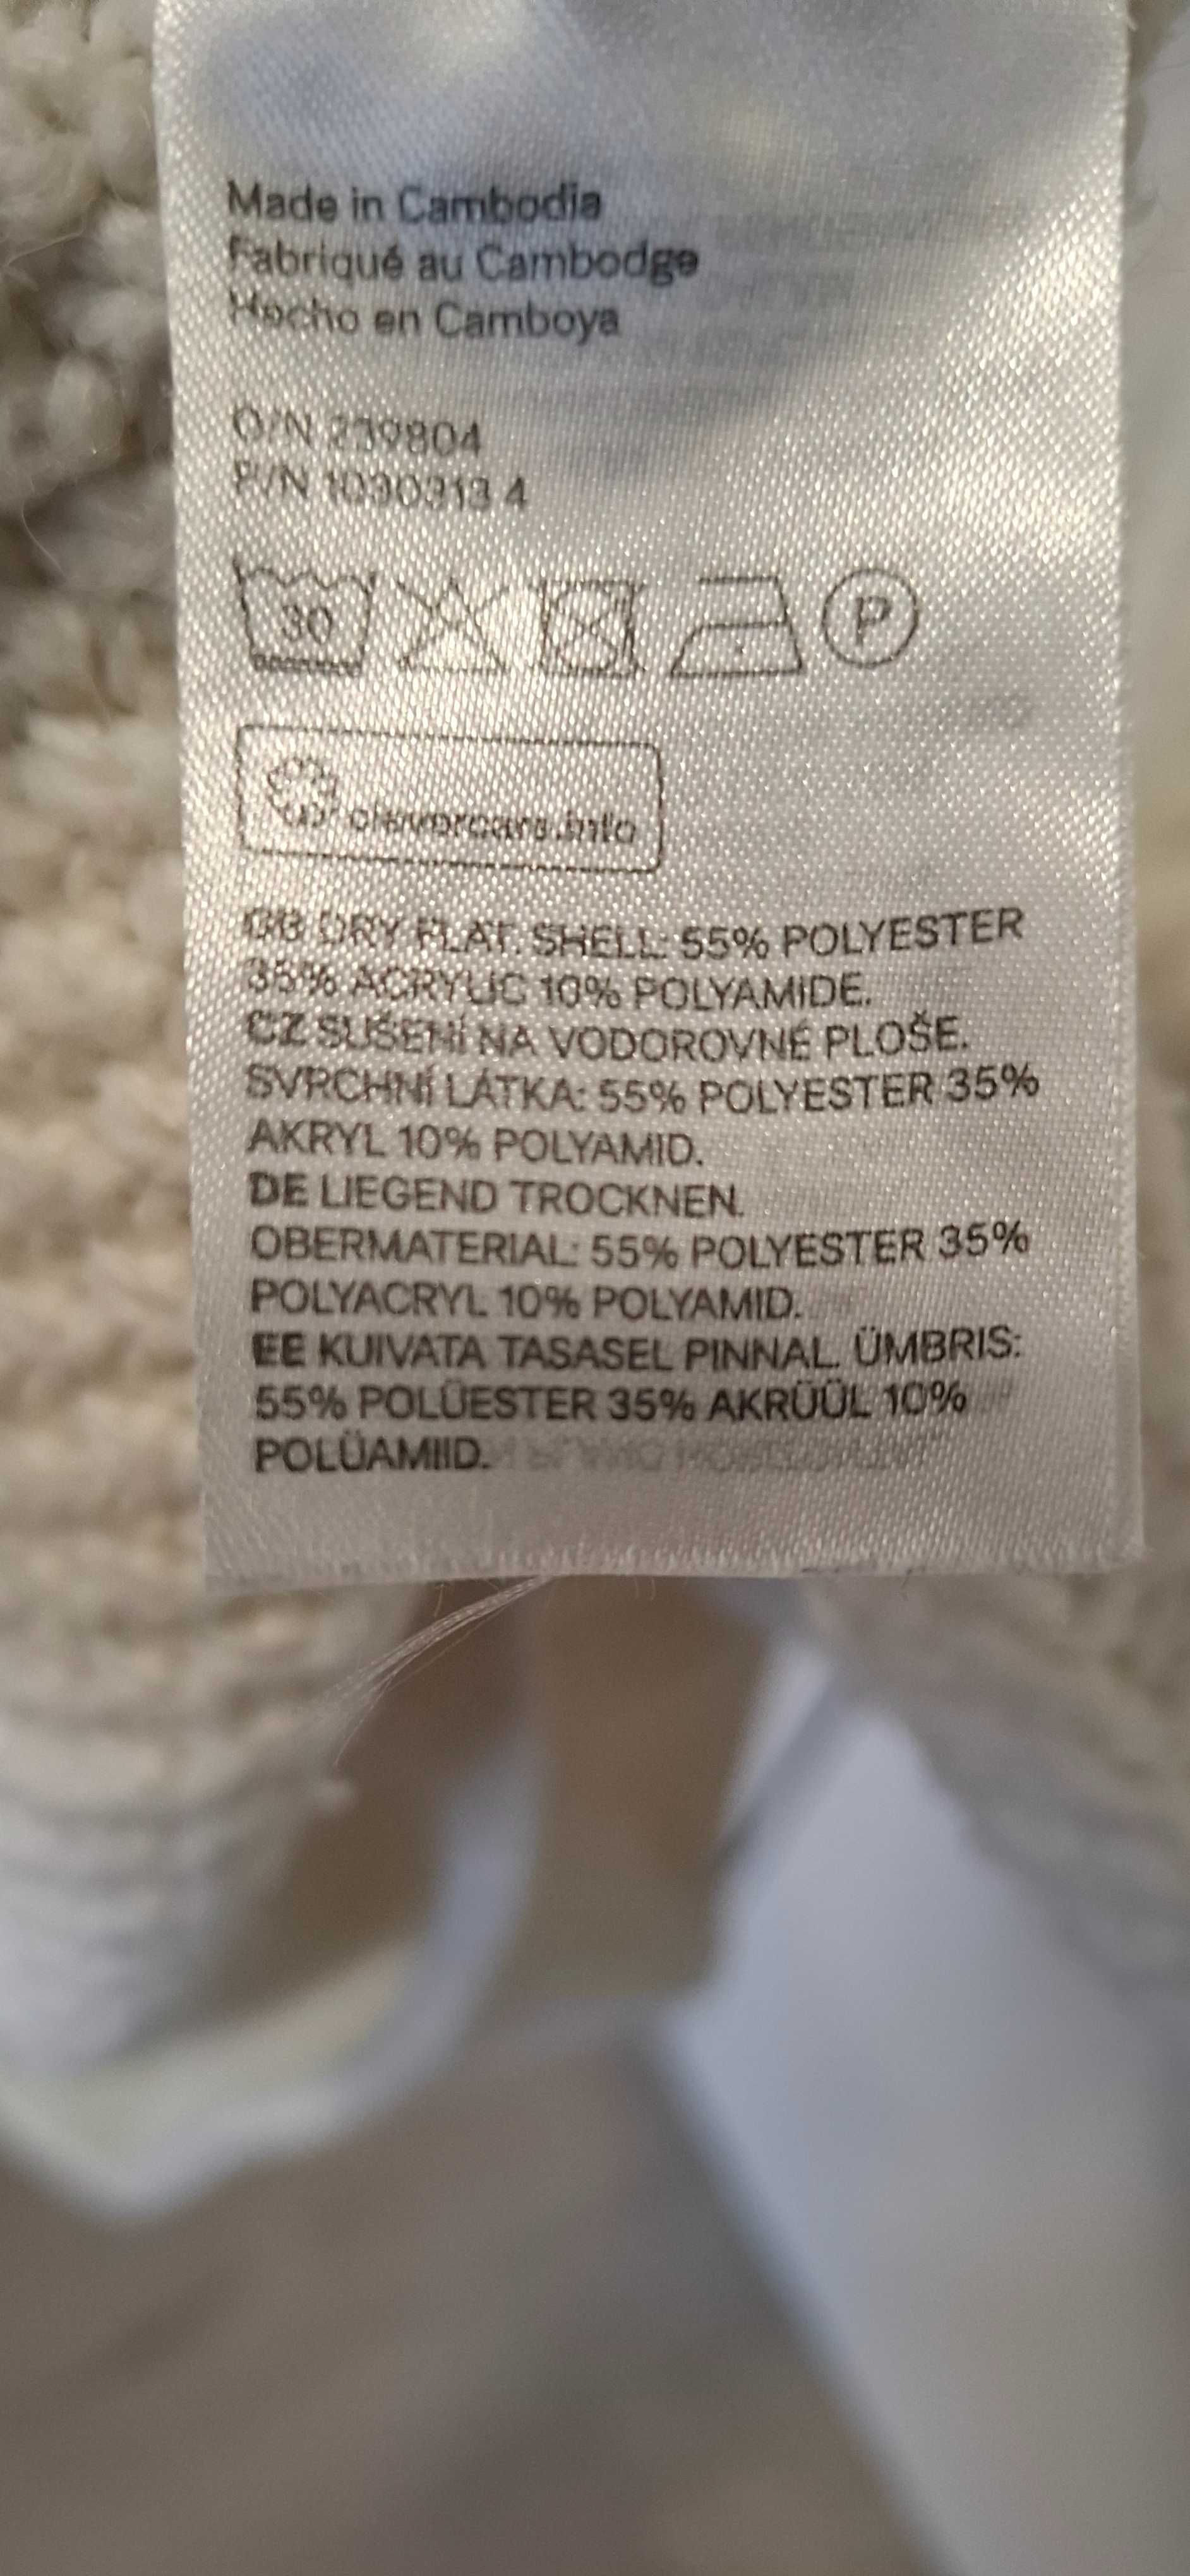 Made in Cambodia
Fabriqué au Cambodge
Hecho en Camboya
O/N 239804
P/N 1030313 4
30
P
clevercare.info
GB DRY FLAT. SHELL: 55% POLYESTER
35% ACRYLIC 10% POLYAMIDE.
CZ SUŠENÍ NA VODOROVNÉ PLOŠE.
SVRCHNÍ LÁTKA: 55% POLYESTER 35%
AKRYL 10% POLYAMID.
DE LIEGEND TROCKNEN.
OBERMATERIAL: 55% POLYESTER 35%
POLYACRYL 10% POLYAMID.
EE KUIVATA TASASEL PINNAL. ÜMBRIS:
55% POLÜESTER 35% AKRÜÜL 10%
POLÜAMIID.